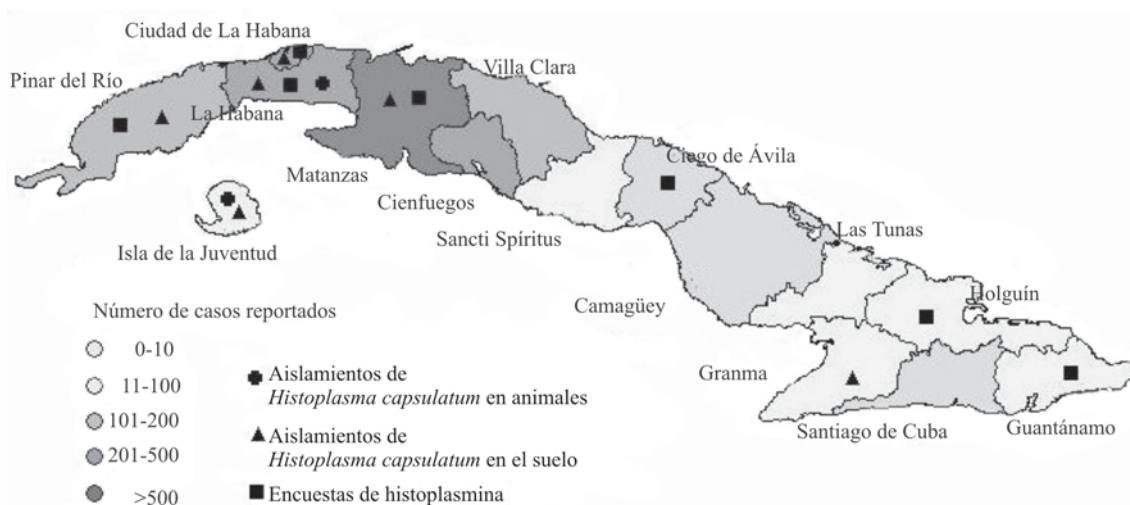 Ciudad de La Habana
Pinar del Río
Villa Clara
La Habana
Ciego de Ávila
Matanzas
Cienfuegos
Sancti Spíritus
Las Tunas
Isla de la Juventud
Holguín
Camagüey
Granma
Santiago de Cuba
Guantánamo
Número de casos reportados
0-10
11-100
101-200
201-500
>500
Aislamientos de
Histoplasma capsulatum en animales
Aislamientos de
Histoplasma capsulatum en el suelo
Encuestas de histoplasmina